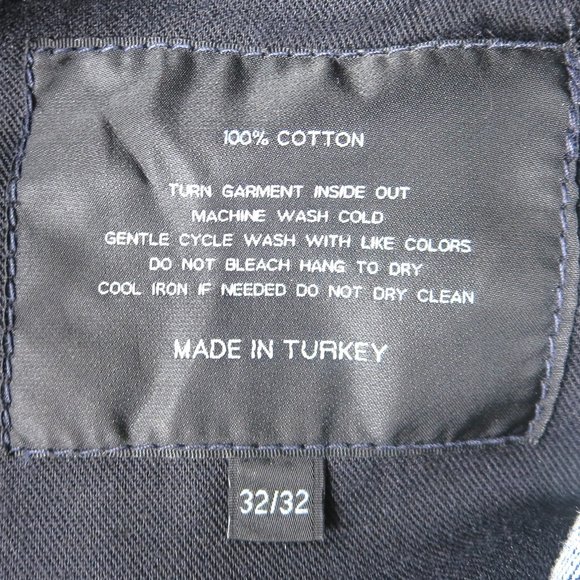 100% COTTON
TURN GARMENT INSIDE OUT
MACHINE WASH COLD
GENTLE CYCLE WASH WITH LIKE COLORS
DO NOT BLEACH HANG TO DRY
COOL IRON IF NEEDED DO NOT DRY CLEAN
MADE IN TURKEY
32/32